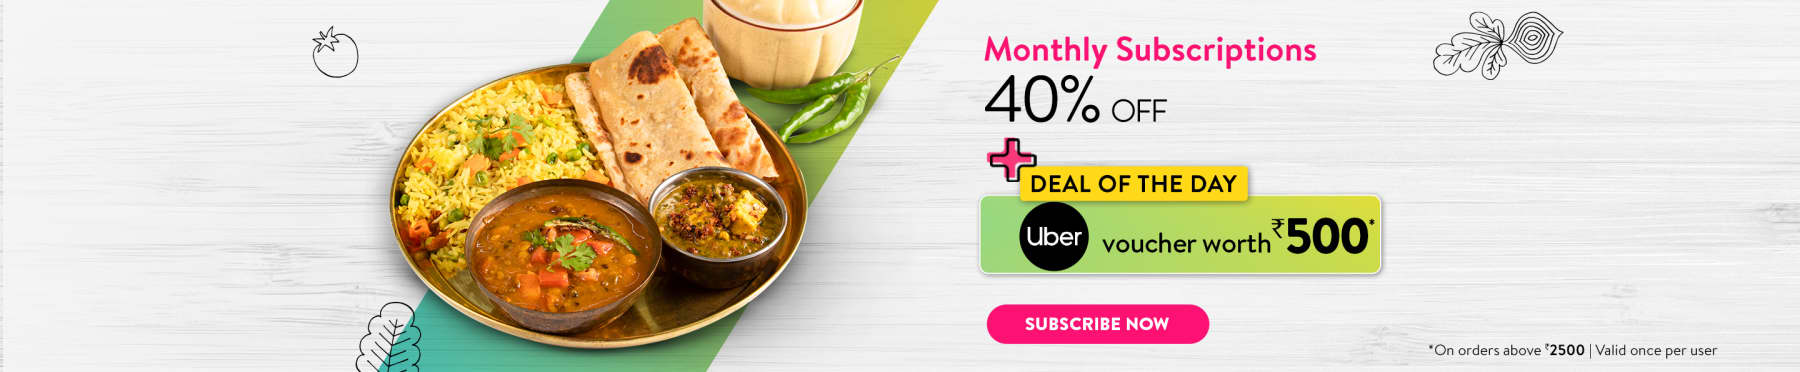 Monthly Subscriptions
40% OFF
DEAL OF THE DAY
Uber voucher worth ₹500*
SUBSCRIBE NOW
*On orders above ₹2500 | Valid once per user